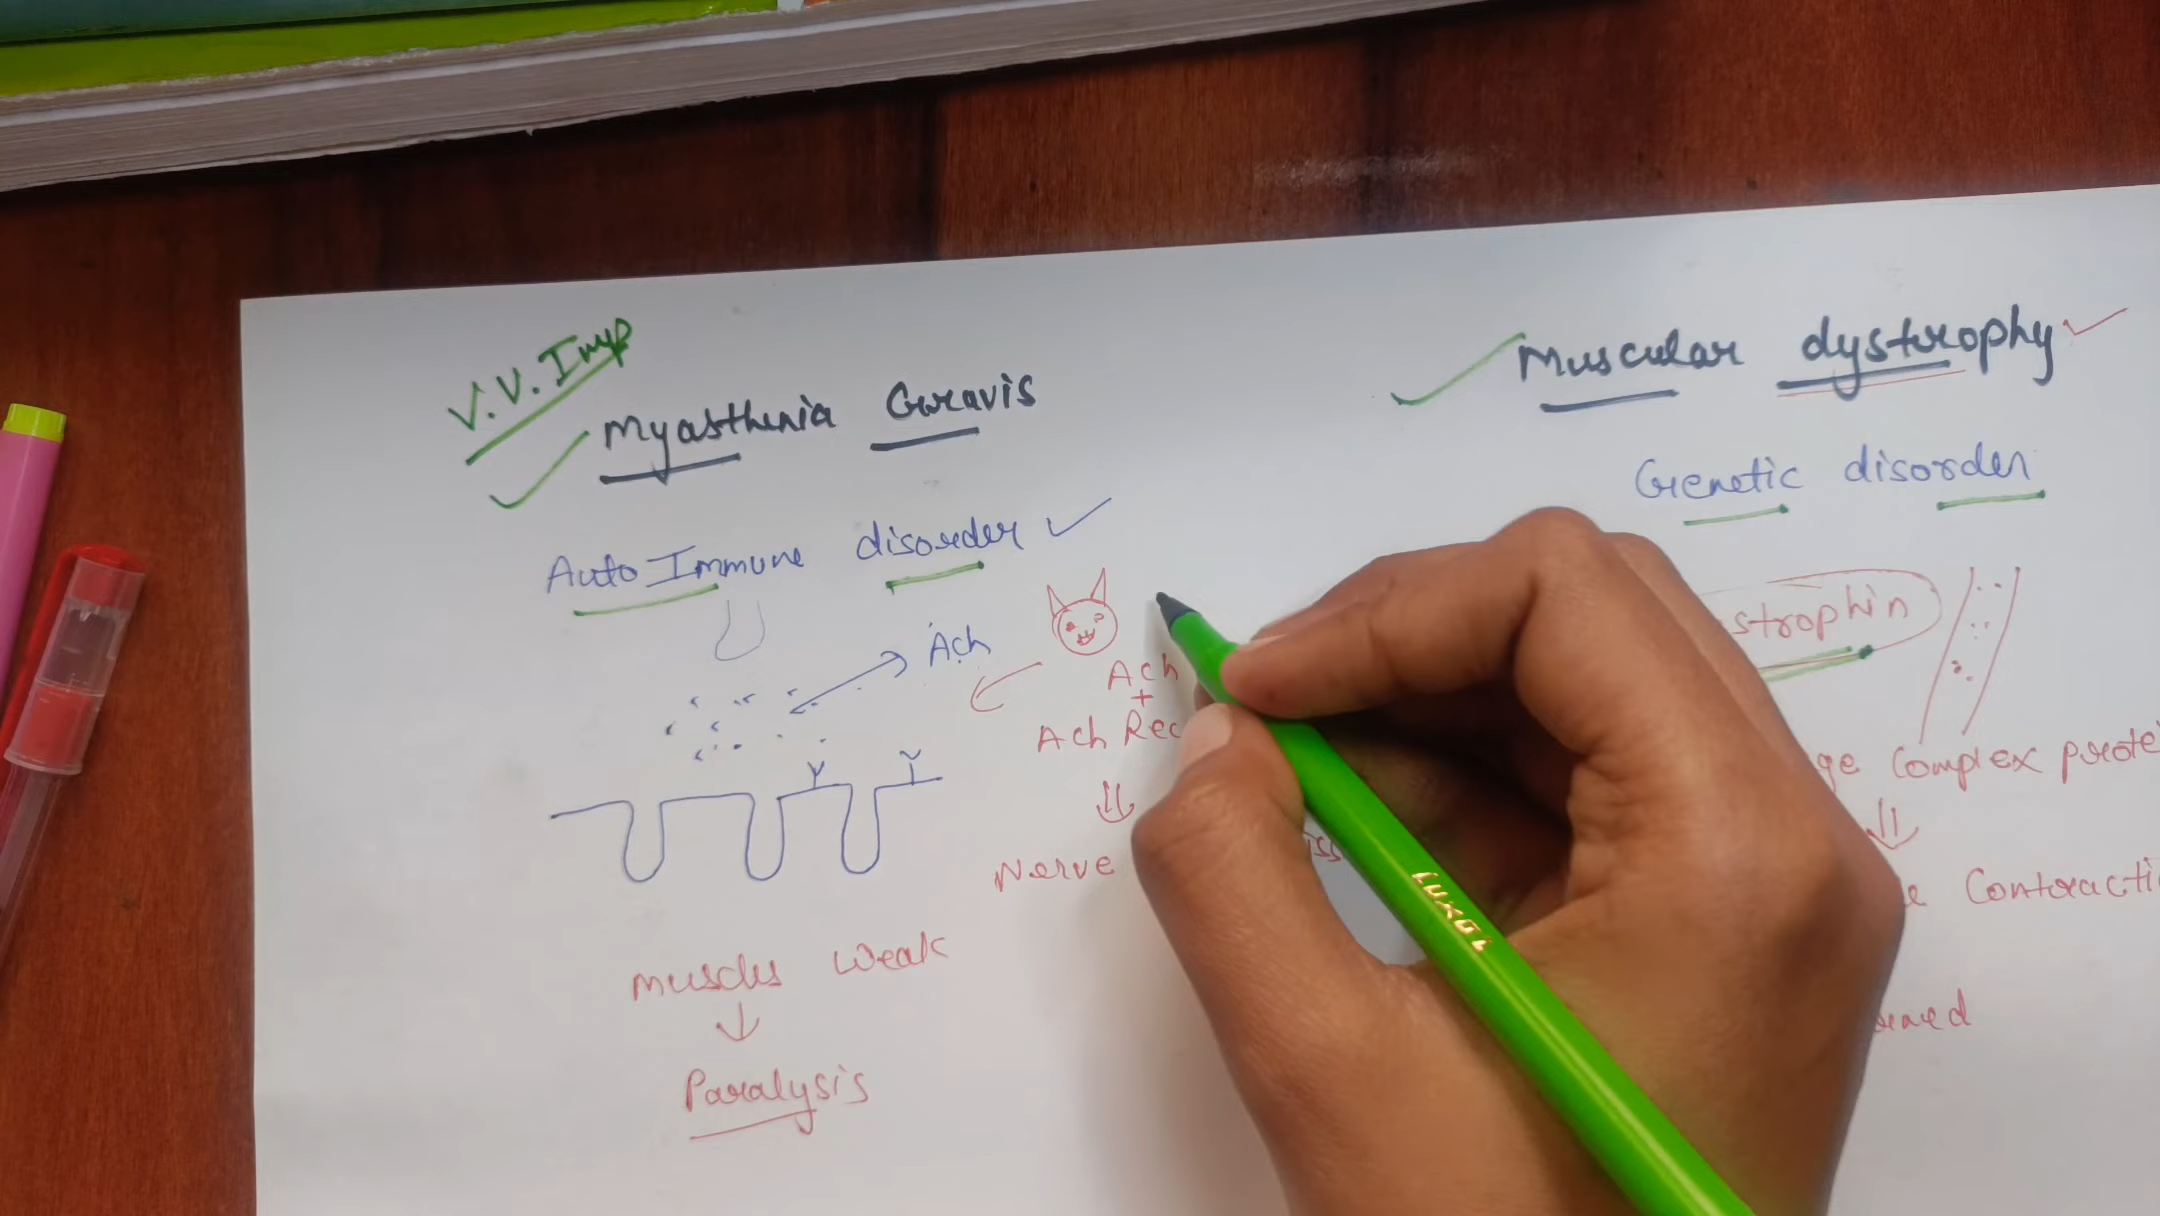 V.V.Imp
Myasthenia Gravis
Auto Immune disorder
Ach
Ach
+
Ach Rec
Nerve
Muscles Weak
Paralysis
Muscular dystrophy
Genetic disorder
strophin
ge Complex protei
e Contracti
ened
LUXOR